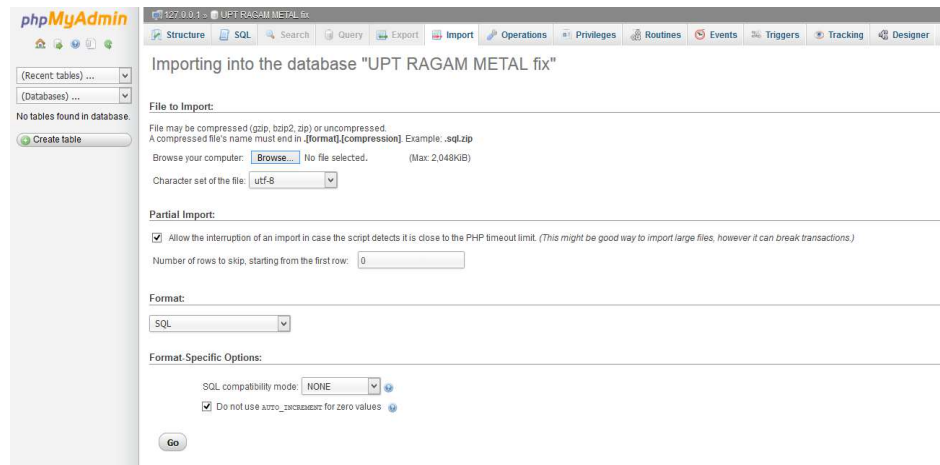 phpMyAdmin
(Recent tables) ...
(Databases) ...
No tables found in database.
Create table
127.0.0.1 » UPT RAGAM METAL fix
Structure SQL Search Query Export Import Operations Privileges Routines Events Triggers Tracking Designer
Importing into the database "UPT RAGAM METAL fix"
File to Import:
File may be compressed (gzip, bzip2, zip) or uncompressed.
A compressed file's name must end in .[format].[compression]. Example: .sql.zip
Browse your computer: Browse... No file selected. (Max: 2,048KiB)
Character set of the file: utf-8
Partial Import:
Allow the interruption of an import in case the script detects it is close to the PHP timeout limit. (This might be good way to import large files, however it can break transactions.)
Number of rows to skip, starting from the first row: 0
Format:
SQL
Format-Specific Options:
SQL compatibility mode: NONE
Do not use AUTO_INCREMENT for zero values
Go